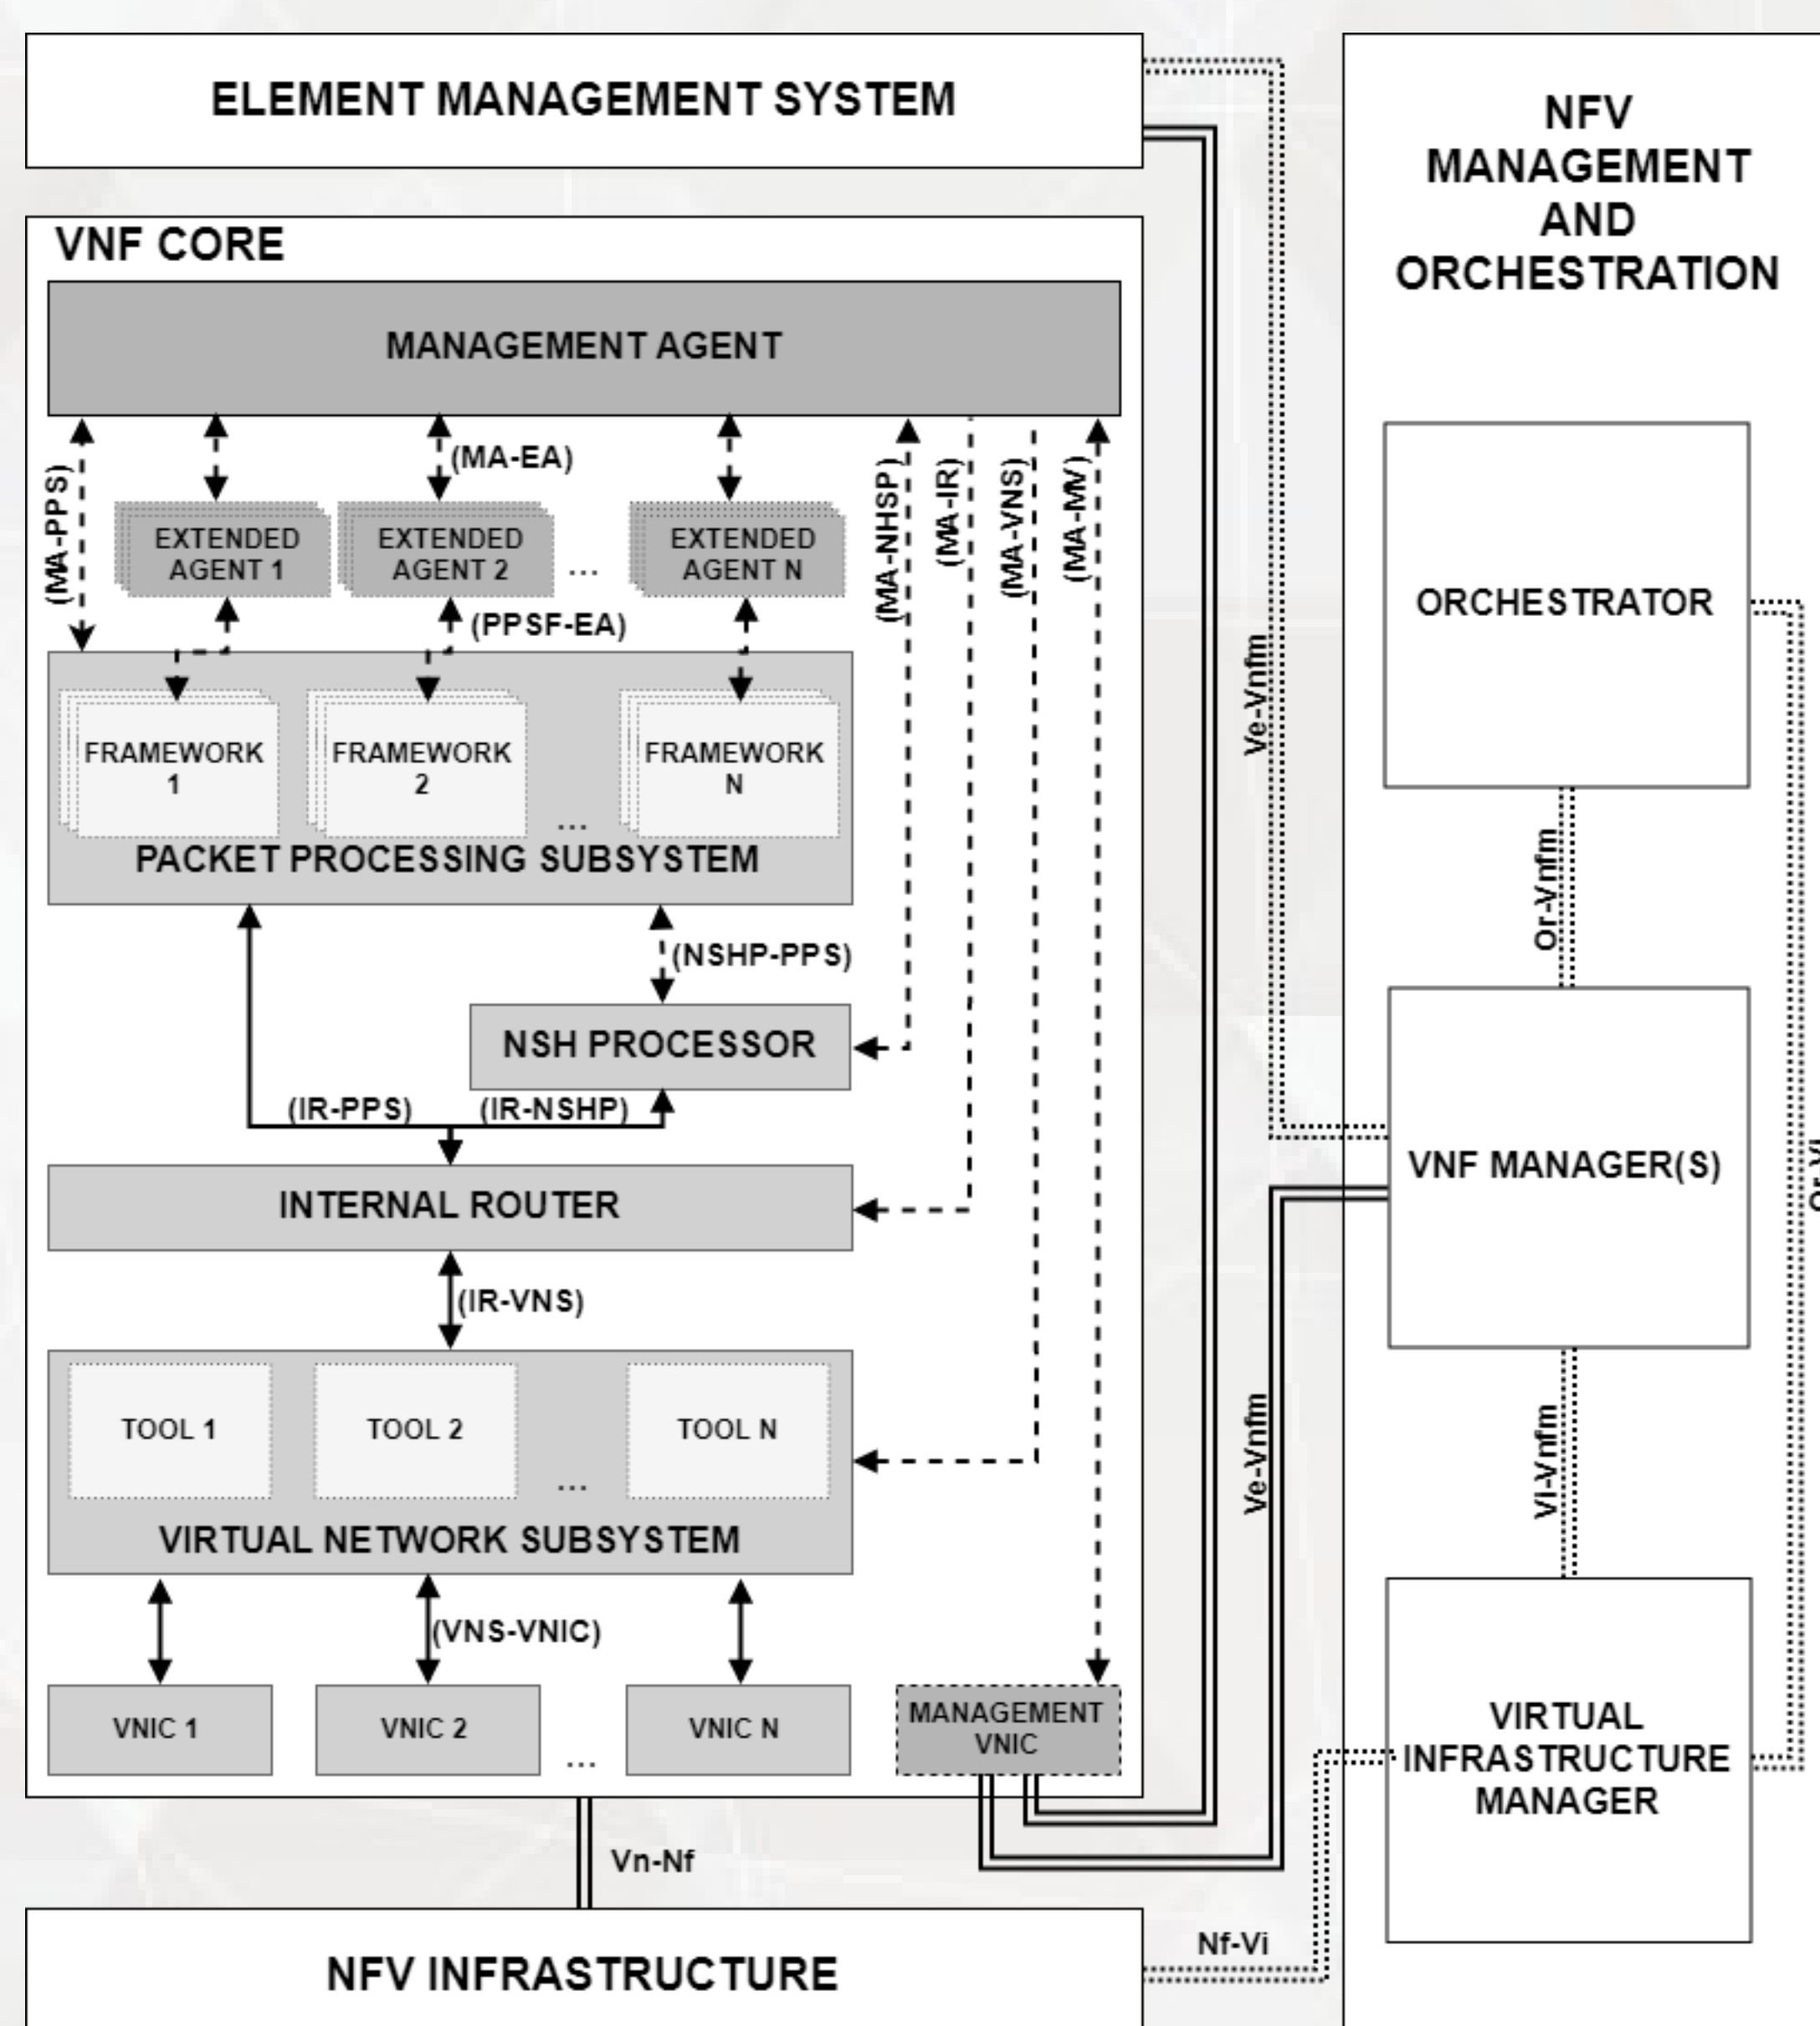 ELEMENT MANAGEMENT SYSTEM
VNF CORE
MANAGEMENT AGENT
(MA-PPS)
(MA-EA)
(MA-NHSP)
(MA-IR)
(MA-VNS)
(MA-MV)
EXTENDED
AGENT 1
EXTENDED
AGENT 2
...
EXTENDED
AGENT N
(PPSF-EA)
FRAMEWORK
1
FRAMEWORK
2
...
FRAMEWORK
N
PACKET PROCESSING SUBSYSTEM
(NSHP-PPS)
NSH PROCESSOR
(IR-PPS)
(IR-NSHP)
INTERNAL ROUTER
(IR-VNS)
TOOL 1
TOOL 2
...
TOOL N
VIRTUAL NETWORK SUBSYSTEM
(VNS-VNIC)
VNIC 1
VNIC 2
...
VNIC N
MANAGEMENT
VNIC
Vn-Nf
NFV INFRASTRUCTURE
Ve-Vnfm
Ve-Vnfm
Nf-Vi
NFV
MANAGEMENT
AND
ORCHESTRATION
ORCHESTRATOR
Or-Vnfm
VNF MANAGER(S)
Vi-Vnfm
VIRTUAL
INFRASTRUCTURE
MANAGER